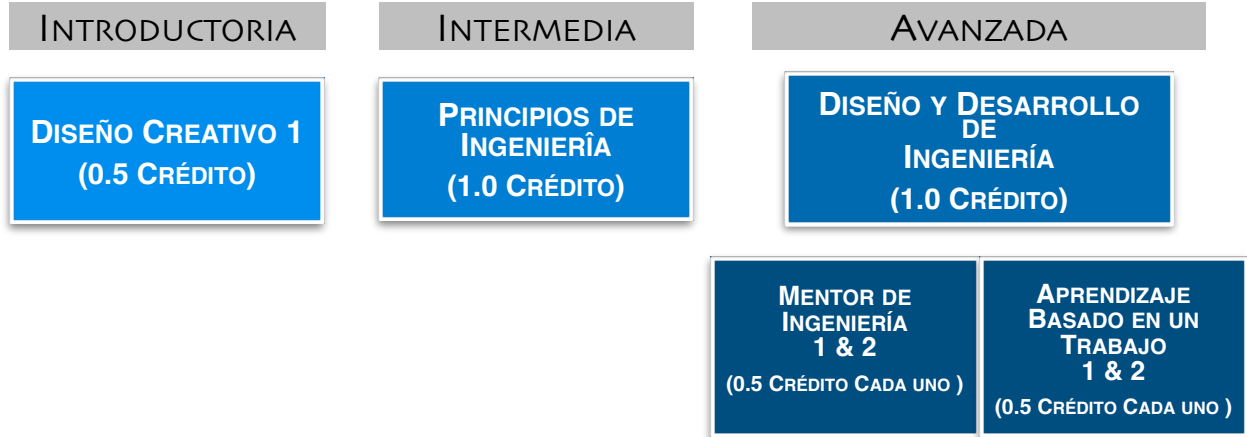 INTRODUCTORIA
INTERMEDIA
AVANZADA
DISEÑO CREATIVO 1
(0.5 CRÉDITO)
PRINCIPIOS DE
INGENIERÎA
(1.0 CRÉDITO)
DISEÑO Y DESARROLLO
DE
INGENIERÍA
(1.0 CRÉDITO)
MENTOR DE
INGENIERÍA
1 & 2
(0.5 CRÉDITO CADA UNO )
APRENDIZAJE
BASADO EN UN
TRABAJO
1 & 2
(0.5 CRÉDITO CADA UNO )